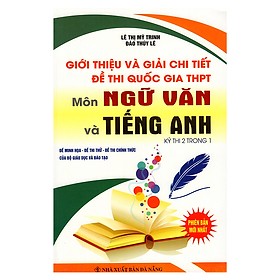 LÊ THỊ MỸ TRINH
ĐÀO THÚY LÊ
GIỚI THIỆU VÀ GIẢI CHI TIẾT
ĐỀ THI QUỐC GIA THPT
Môn NGỮ VĂN
và TIẾNG ANH
KỲ THI 2 TRONG 1
ĐỀ MINH HỌA - ĐỀ THI THỬ - ĐỀ THI CHÍNH THỨC
CỦA BỘ GIÁO DỤC VÀ ĐÀO TẠO
PHIÊN BẢN
MỚI NHẤT
NHÀ XUẤT BẢN ĐÀ NẴNG